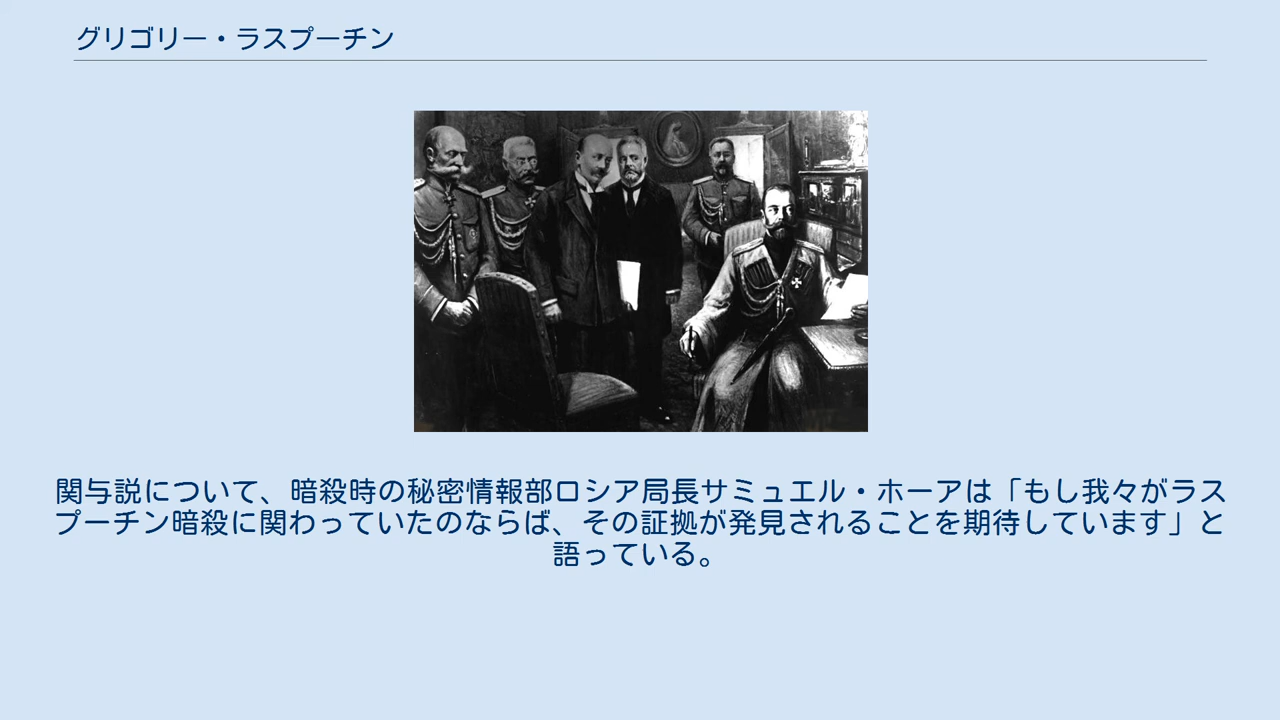 グリゴリー・ラスプーチン
関与説について、暗殺時の秘密情報部ロシア局長サミュエル・ホーアは「もし我々がラス
プーチン暗殺に関わっていたのならば、その証拠が発見されることを期待しています」と
語っている。